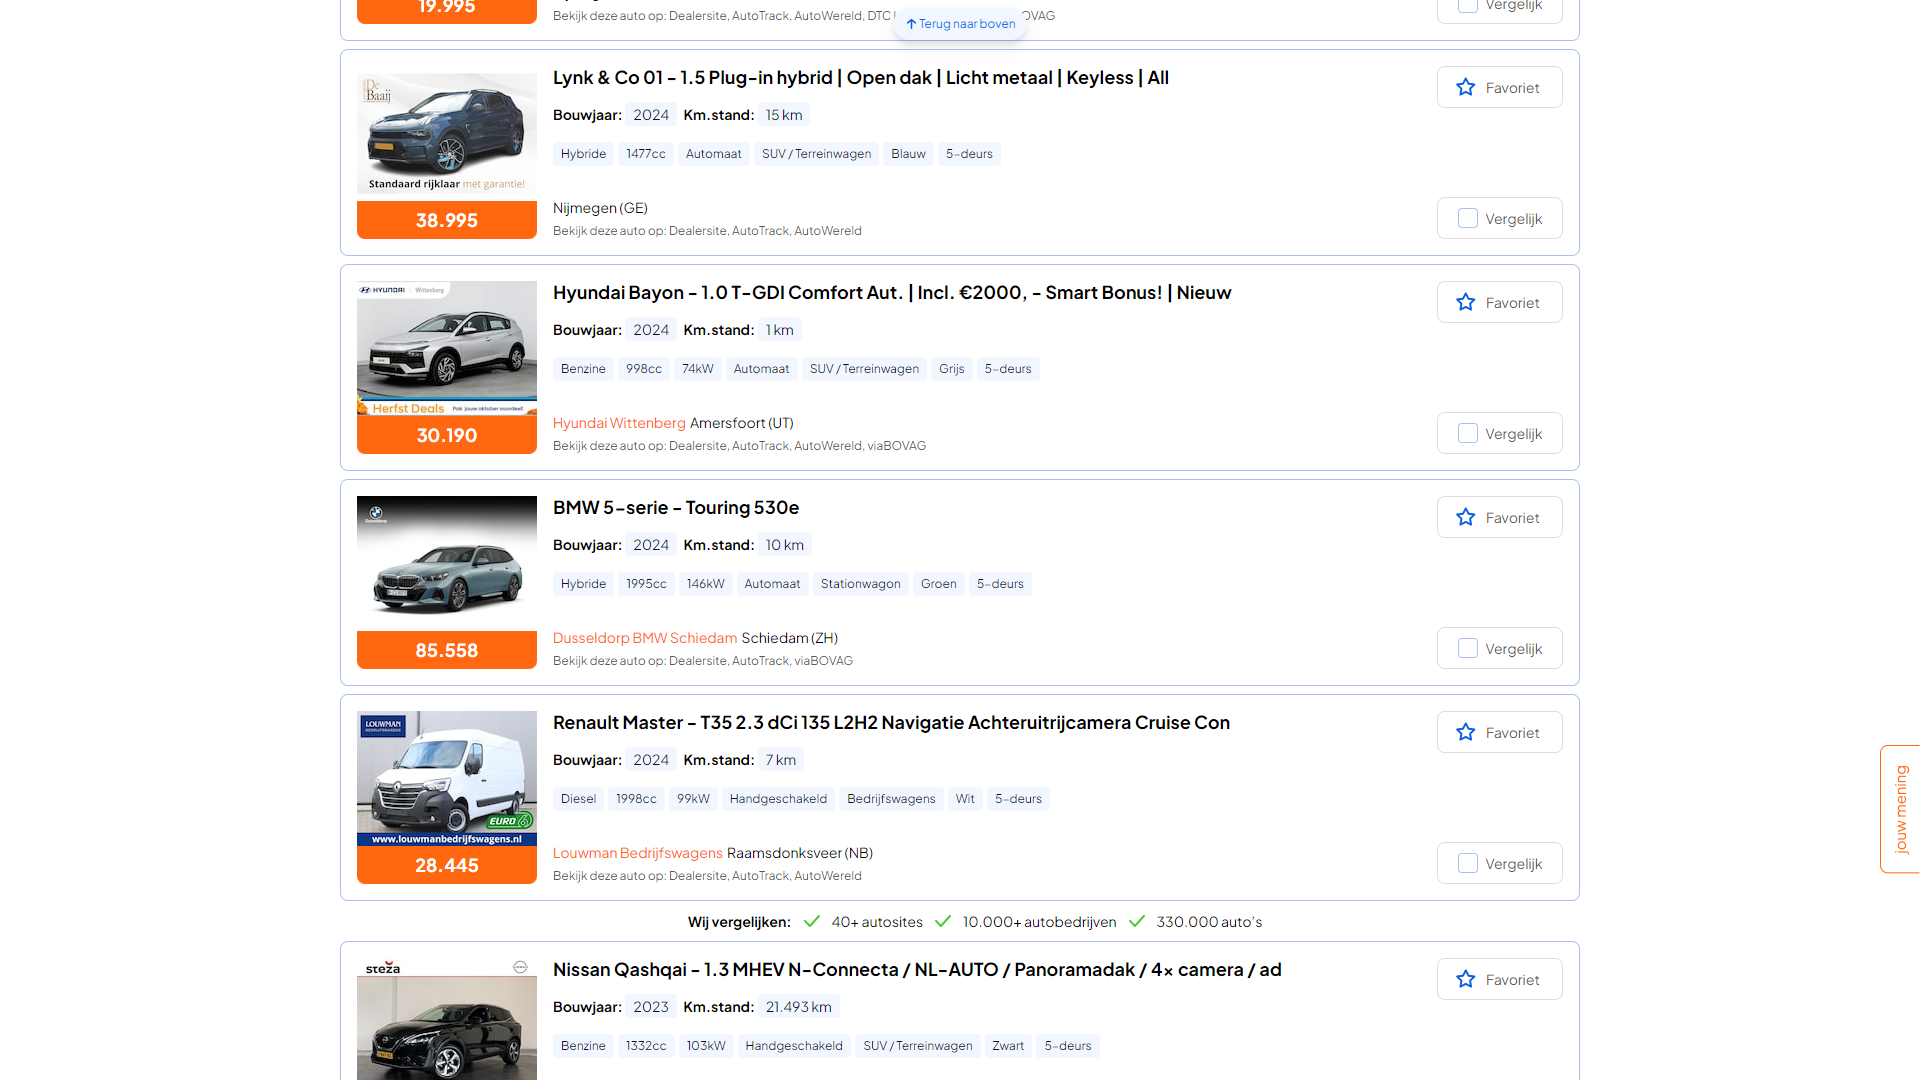 19.995
Bekijk deze auto op: Dealersite, AutoTrack, AutoWereld, DTC
OVAG
Vergelijk
Terug naar boven
De Baaij
Standaard rijklaar met garantie!
38.995
Lynk & Co 01 - 1.5 Plug-in hybrid | Open dak | Licht metaal | Keyless | All
Bouwjaar: 2024 Km.stand: 15 km
Hybride 1477cc Automaat SUV / Terreinwagen Blauw 5-deurs
Nijmegen (GE)
Bekijk deze auto op: Dealersite, AutoTrack, AutoWereld
Favoriet
Vergelijk
HYUNDAI Wittenberg
Herfst Deals Pak jouw oktober voordeel!
30.190
Hyundai Bayon - 1.0 T-GDI Comfort Aut. | Incl. €2000, - Smart Bonus! | Nieuw
Bouwjaar: 2024 Km.stand: 1 km
Benzine 998cc 74kW Automaat SUV / Terreinwagen Grijs 5-deurs
Hyundai Wittenberg Amersfoort (UT)
Bekijk deze auto op: Dealersite, AutoTrack, AutoWereld, viaBOVAG
Favoriet
Vergelijk
85.558
BMW 5-serie - Touring 530e
Bouwjaar: 2024 Km.stand: 10 km
Hybride 1995cc 146kW Automaat Stationwagon Groen 5-deurs
Dusseldorp BMW Schiedam Schiedam (ZH)
Bekijk deze auto op: Dealersite, AutoTrack, viaBOVAG
Favoriet
Vergelijk
LOUWMAN
BEDRIJFSWAGENS
EURO 6
www.louwmanbedrijfswagens.nl
28.445
Renault Master - T35 2.3 dCi 135 L2H2 Navigatie Achteruitrijcamera Cruise Con
Bouwjaar: 2024 Km.stand: 7 km
Diesel 1998cc 99kW Handgeschakeld Bedrijfswagens Wit 5-deurs
Louwman Bedrijfswagens Raamsdonksveer (NB)
Bekijk deze auto op: Dealersite, AutoTrack, AutoWereld
Favoriet
Vergelijk
jouw mening
Wij vergelijken: 40+ autosites 10.000+ autobedrijven 330.000 auto's
steza
Nissan Qashqai - 1.3 MHEV N-Connecta / NL-AUTO / Panoramadak / 4x camera / ad
Bouwjaar: 2023 Km.stand: 21.493 km
Benzine 1332cc 103kW Handgeschakeld SUV / Terreinwagen Zwart 5-deurs
Favoriet